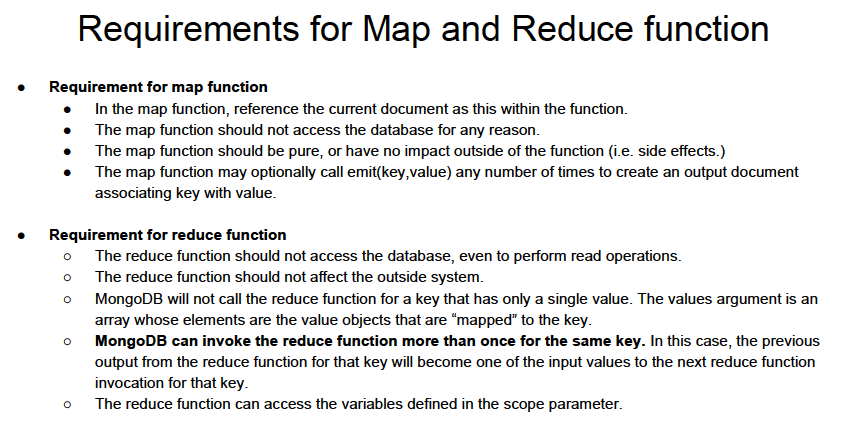 Requirements for Map and Reduce function
● Requirement for map function
● In the map function, reference the current document as this within the function.
● The map function should not access the database for any reason.
● The map function should be pure, or have no impact outside of the function (i.e. side effects.)
● The map function may optionally call emit(key,value) any number of times to create an output document
associating key with value.
● Requirement for reduce function
○ The reduce function should not access the database, even to perform read operations.
○ The reduce function should not affect the outside system.
○ MongoDB will not call the reduce function for a key that has only a single value. The values argument is an
array whose elements are the value objects that are “mapped” to the key.
○ MongoDB can invoke the reduce function more than once for the same key. In this case, the previous
output from the reduce function for that key will become one of the input values to the next reduce function
invocation for that key.
○ The reduce function can access the variables defined in the scope parameter.